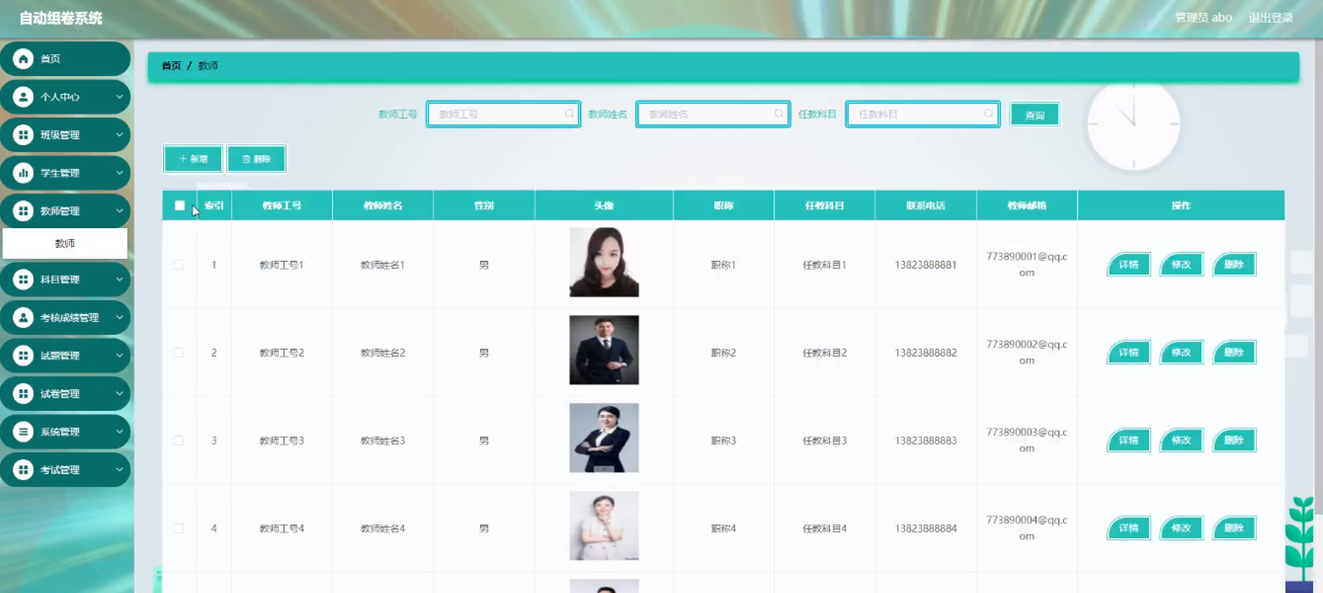 自动组卷系统
管理员 abo 退出登录
首页
个人中心
班级管理
学生管理
教师管理
教师
科目管理
考核成绩管理
试题管理
试卷管理
系统管理
考试管理
首页 / 教师
教师工号 教师工号 教师姓名 教师姓名 任教科目 任教科目 查询
+ 新增 删除
索引 教师工号 教师姓名 性别 头像 职称 任教科目 联系电话 教师邮箱 操作
1 教师工号1 教师姓名1 男 职称1 任教科目1 13823888881 773890001@qq.c
om
详情 修改 删除
2 教师工号2 教师姓名2 男 职称2 任教科目2 13823888882 773890002@qq.c
om
详情 修改 删除
3 教师工号3 教师姓名3 男 职称3 任教科目3 13823888883 773890003@qq.c
om
详情 修改 删除
4 教师工号4 教师姓名4 男 职称4 任教科目4 13823888884 773890004@qq.c
om
详情 修改 删除